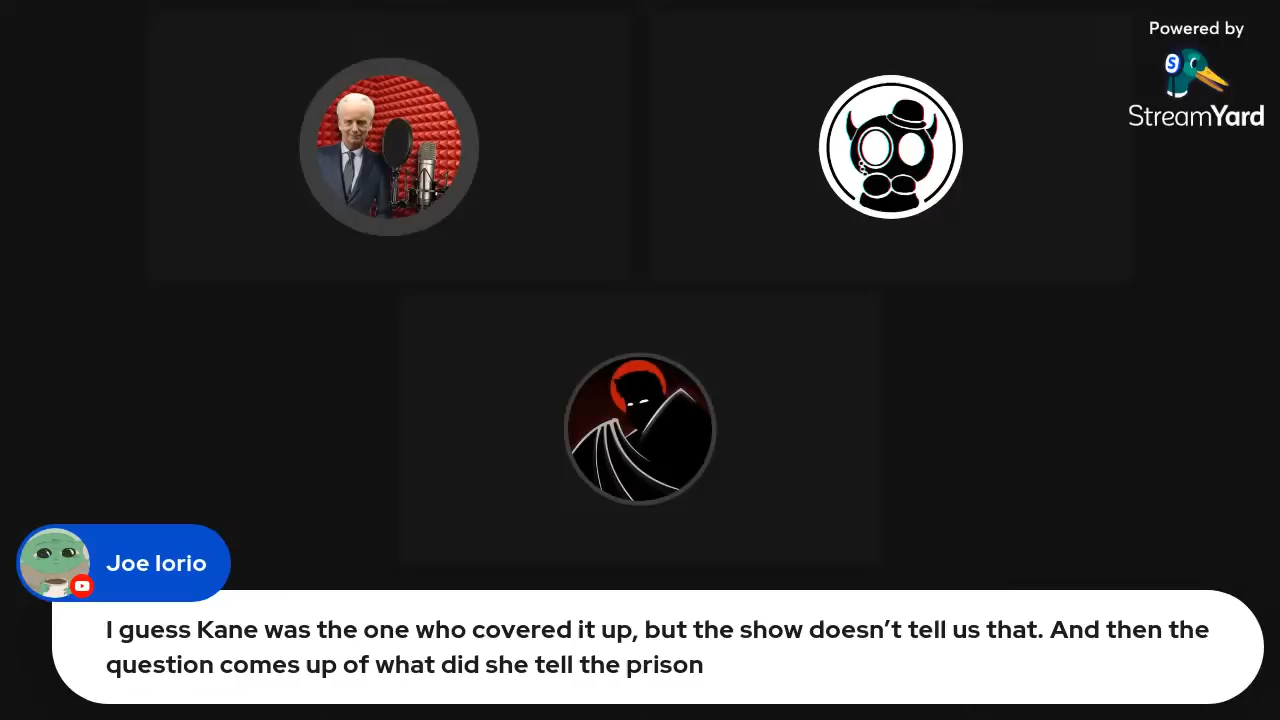 Powered by
StreamYard
Joe Iorio
I guess Kane was the one who covered it up, but the show doesn’t tell us that. And then the
question comes up of what did she tell the prison